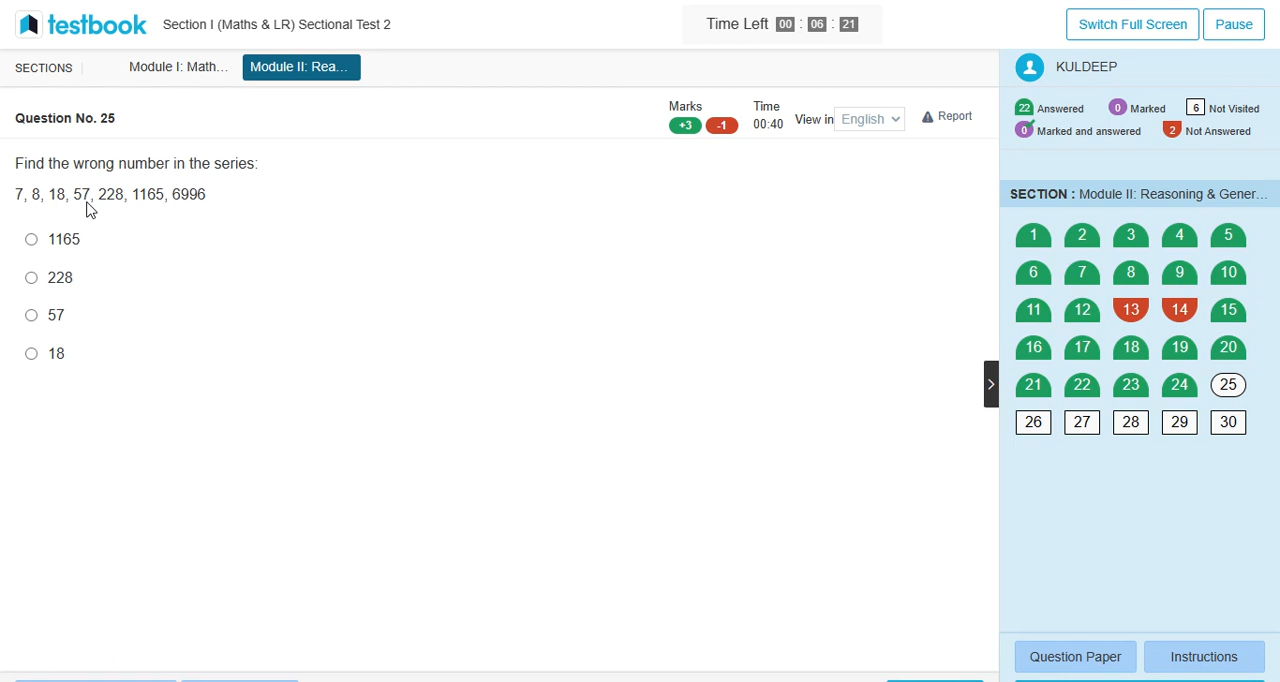 testbook
Section I (Maths & LR) Sectional Test 2
Time Left 00 : 06 : 21
Switch Full Screen
Pause
SECTIONS
Module I: Math...
Module II: Rea...
KULDEEP
Question No. 25
Marks
+3 -1
Time
00:40
View in English
Report
22 Answered
0 Marked
6 Not Visited
0 Marked and answered
2 Not Answered
Find the wrong number in the series:
7, 8, 18, 57, 228, 1165, 6996
1165
228
57
18
SECTION : Module II: Reasoning & Gener...
1 2 3 4 5
6 7 8 9 10
11 12 13 14 15
16 17 18 19 20
21 22 23 24 25
26 27 28 29 30
Question Paper
Instructions